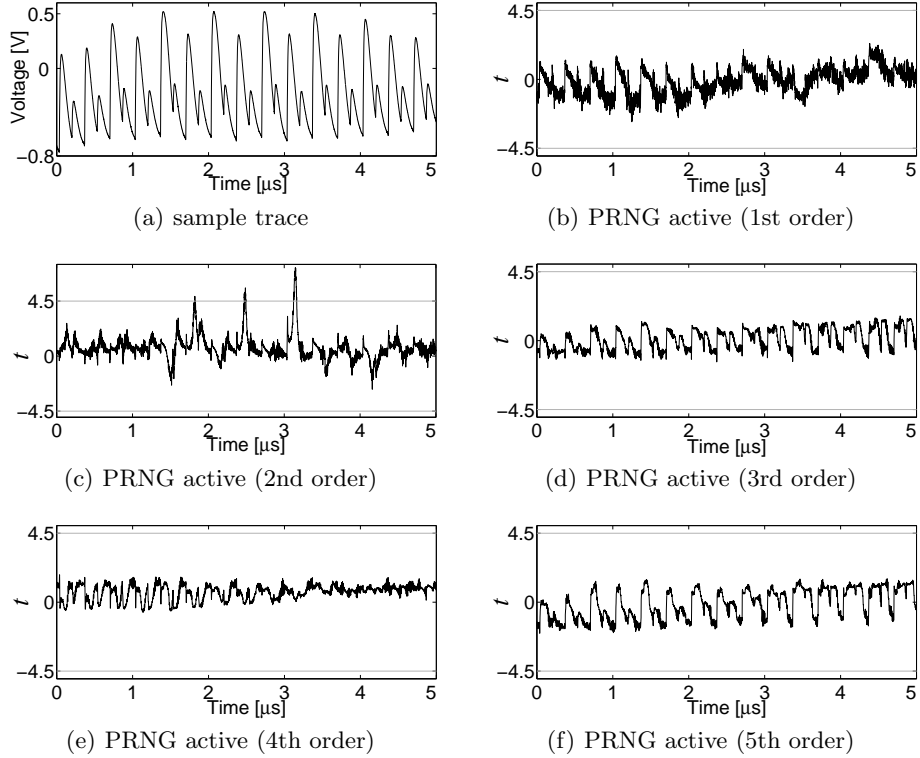 0.5
0
−0.8
Voltage [V]
0 1 2 3 4 5
Time [μs]
(a) sample trace
4.5
0
−4.5
t
0 1 2 3 4 5
Time [μs]
(b) PRNG active (1st order)
4.5
0
−4.5
t
0 1 2 3 4 5
Time [μs]
(c) PRNG active (2nd order)
4.5
0
−4.5
t
0 1 2 3 4 5
Time [μs]
(d) PRNG active (3rd order)
4.5
0
−4.5
t
0 1 2 3 4 5
Time [μs]
(e) PRNG active (4th order)
4.5
0
−4.5
t
0 1 2 3 4 5
Time [μs]
(f) PRNG active (5th order)